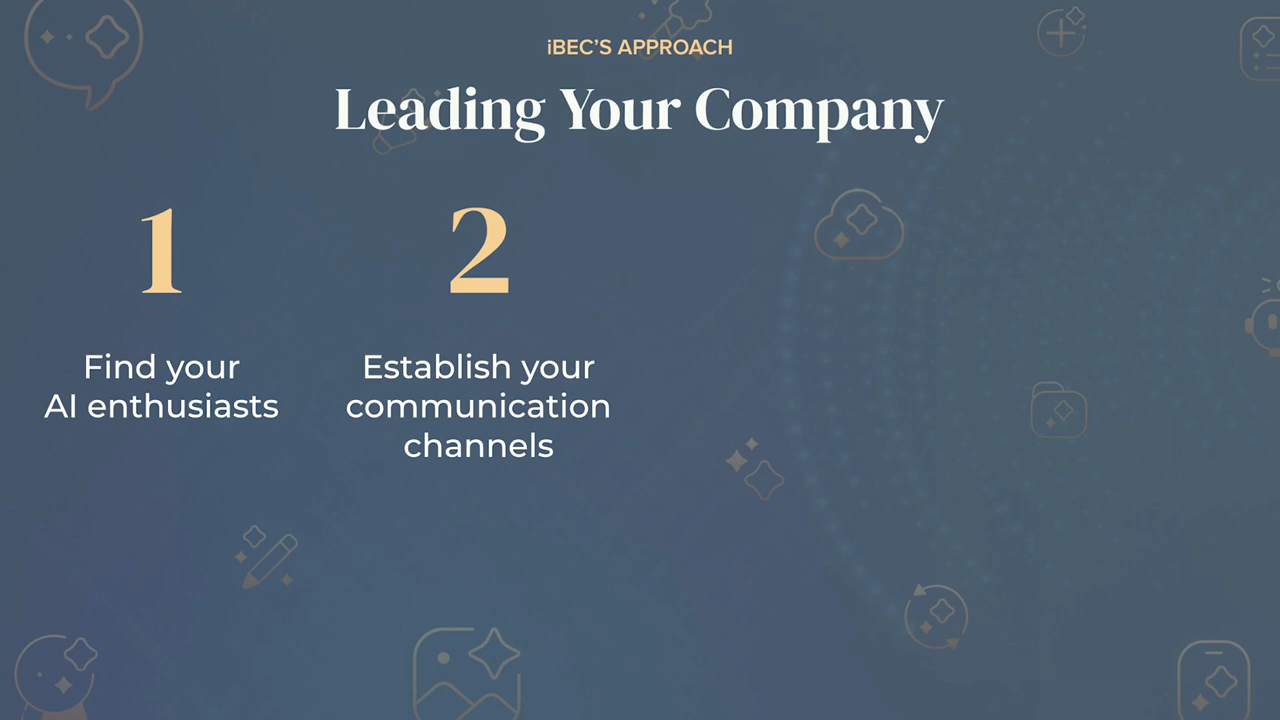 iBEC’S APPROACH
Leading Your Company
1
Find your
AI enthusiasts
2
Establish your
communication
channels